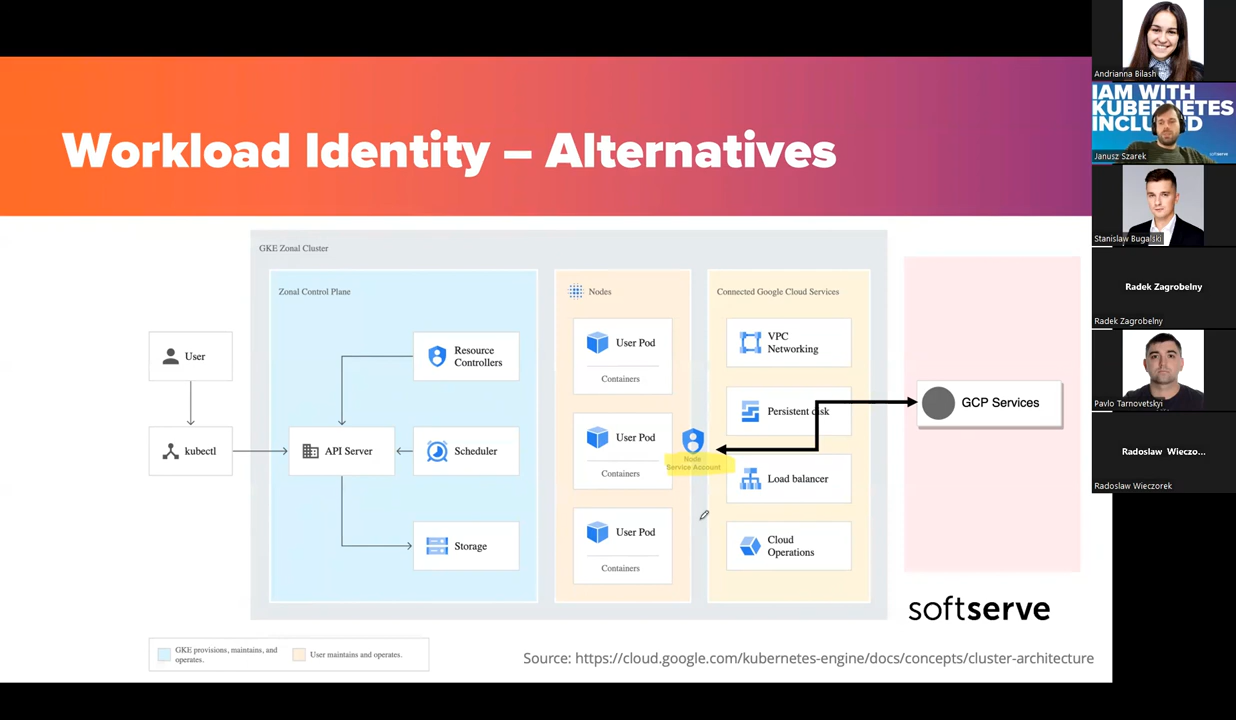 Workload Identity – Alternatives
GKE Zonal Cluster
Zonal Control Plane
Nodes
Connected Google Cloud Services
User
kubectl
API Server
Resource
Controllers
Scheduler
Storage
User Pod
Containers
User Pod
Containers
User Pod
Containers
Node
Service Account
VPC
Networking
Persistent disk
Load balancer
Cloud
Operations
GCP Services
softserve
GKE provisions, maintains, and
operates.
User maintains and operates.
Source: https://cloud.google.com/kubernetes-engine/docs/concepts/cluster-architecture
Andrianna Bilash
IAM WITH
KUBERNETES
INCLUDED
softserve
Janusz Szarek
Stanislaw Bugalski
Radek Zagrobelny
Radek Zagrobelny
Pavlo Tarnovetskyi
Radoslaw Wieczo...
Radoslaw Wieczorek